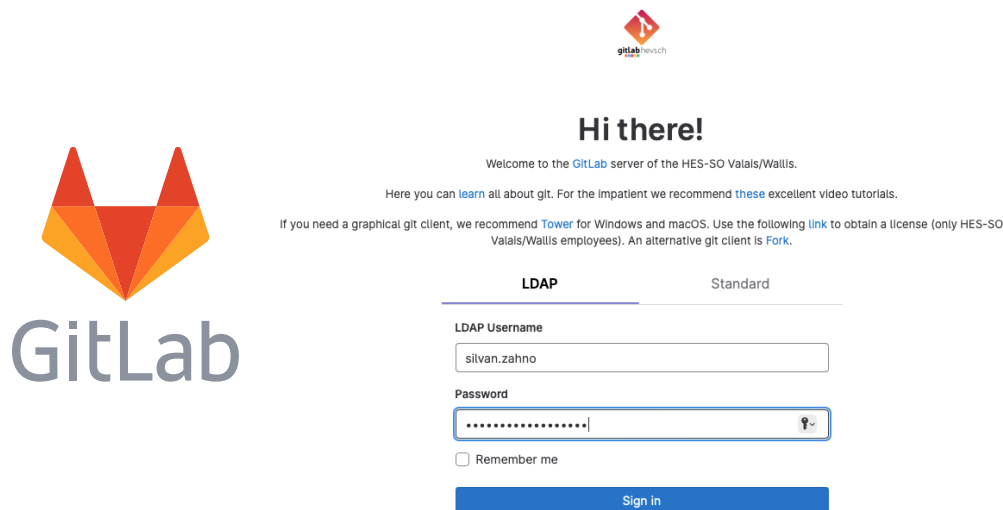 gitlab hevs.ch
Hi there!
Welcome to the GitLab server of the HES-SO Valais/Wallis.
Here you can learn all about git. For the impatient we recommend these excellent video tutorials.
If you need a graphical git client, we recommend Tower for Windows and macOS. Use the following link to obtain a license (only HES-SO
Valais/Wallis employees). An alternative git client is Fork.
GitLab
LDAP Standard
LDAP Username
silvan.zahno
Password
Remember me
Sign in